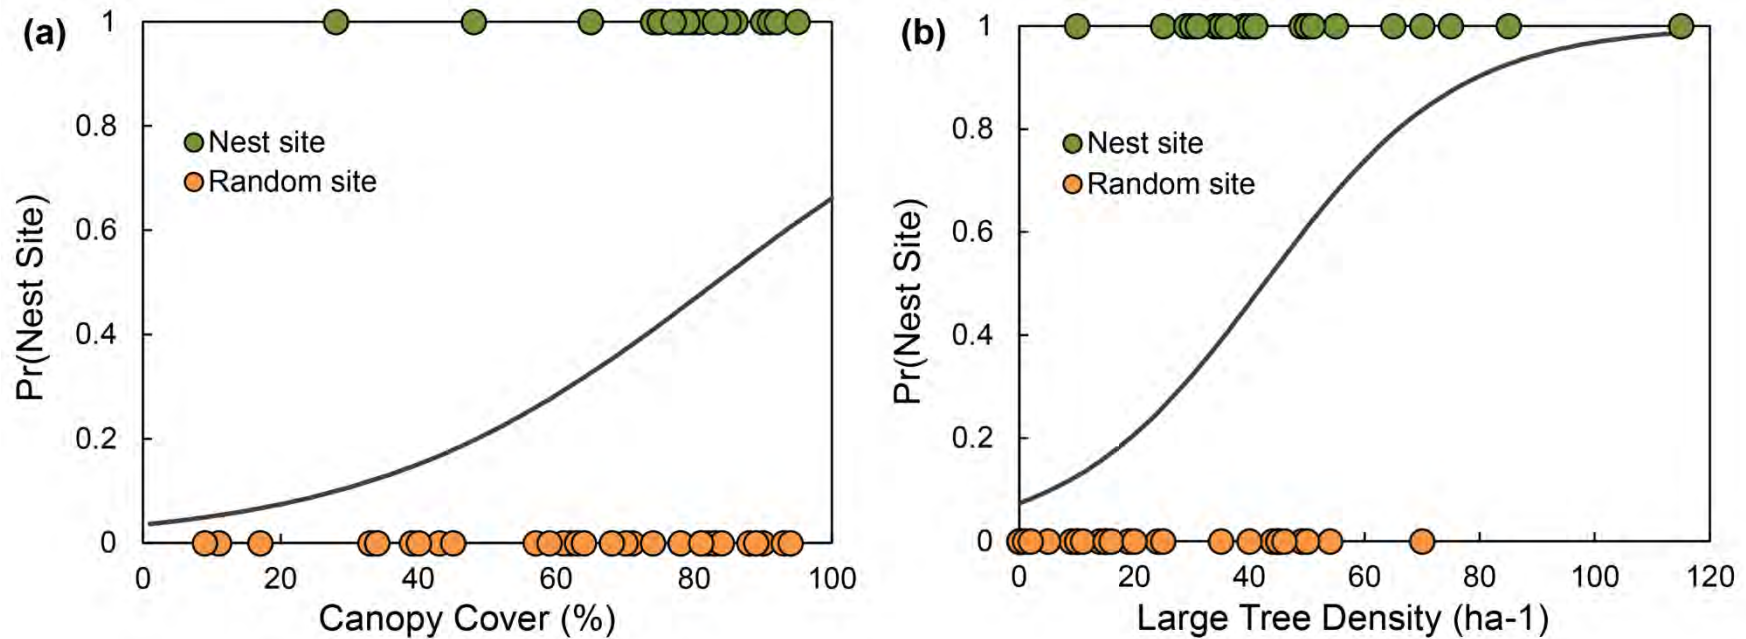 (a)
1
0.8
0.6
0.4
0.2
0
Pr(Nest Site)
Nest site
Random site
0 20 40 60 80 100
Canopy Cover (%)
(b)
1
0.8
0.6
0.4
0.2
0
Pr(Nest Site)
Nest site
Random site
0 20 40 60 80 100 120
Large Tree Density (ha-1)